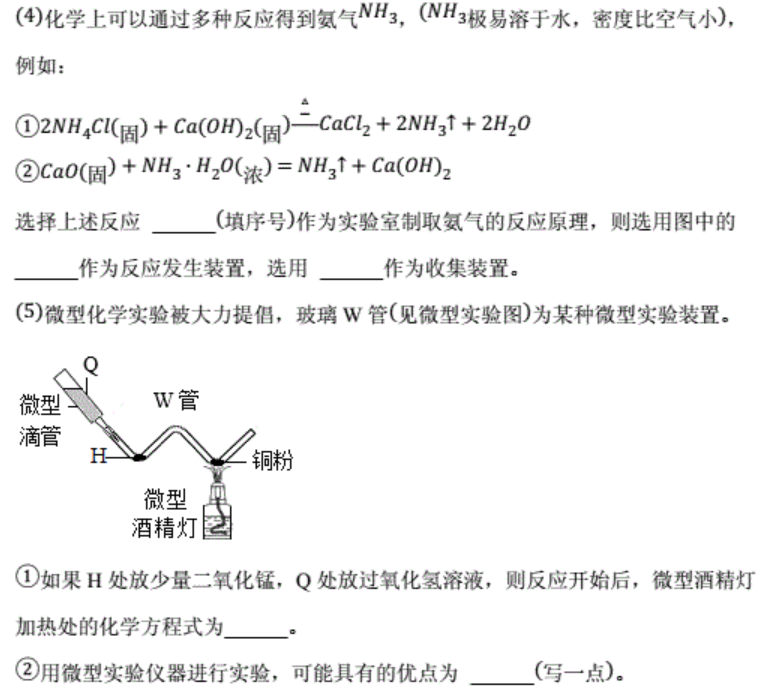 (4)化学上可以通过多种反应得到氨气NH₃，(NH₃极易溶于水，密度比空气小)，
例如：
①2NH₄Cl(固) + Ca(OH)₂(固)≜CaCl₂ + 2NH₃↑ + 2H₂O
②CaO(固) + NH₃·H₂O(浓) = NH₃↑ + Ca(OH)₂
选择上述反应 ______(填序号)作为实验室制取氨气的反应原理，则选用图中的
______作为反应发生装置，选用 ______作为收集装置。
(5)微型化学实验被大力提倡，玻璃 W 管(见微型实验图)为某种微型实验装置。
Q
微型
滴管
W 管
H
铜粉
微型
酒精灯
①如果 H 处放少量二氧化锰，Q 处放过氧化氢溶液，则反应开始后，微型酒精灯
加热处的化学方程式为______。
②用微型实验仪器进行实验，可能具有的优点为 ______(写一点)。